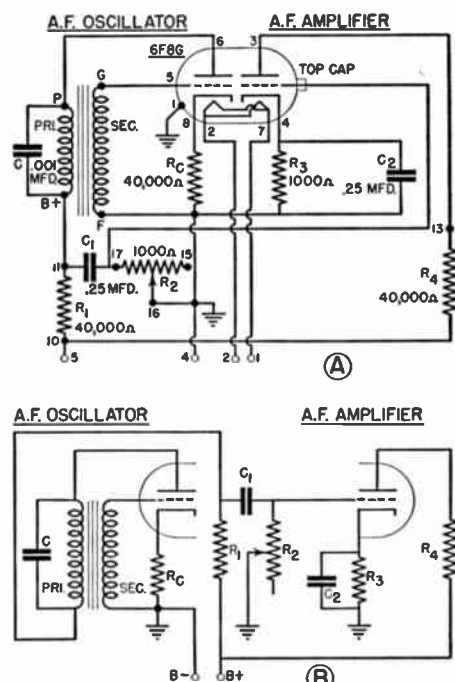 A.F. OSCILLATOR A.F. AMPLIFIER
6F8G
6 3
TOP CAP
G 5
P 1 8 2 7 4
PRI. SEC.
C .001 MFD.
RC 40,000Ω
R3 1000Ω
C2 .25 MFD.
B+ F
13
C1 17 1000Ω 15
11
.25 MFD. R2
16
R1 40,000Ω
R4 40,000Ω
10
5 4 2 1
A
A.F. OSCILLATOR A.F. AMPLIFIER
C1
C
PRI. SEC.
RC R1 R2 R3 R4
C2
B- B+
B